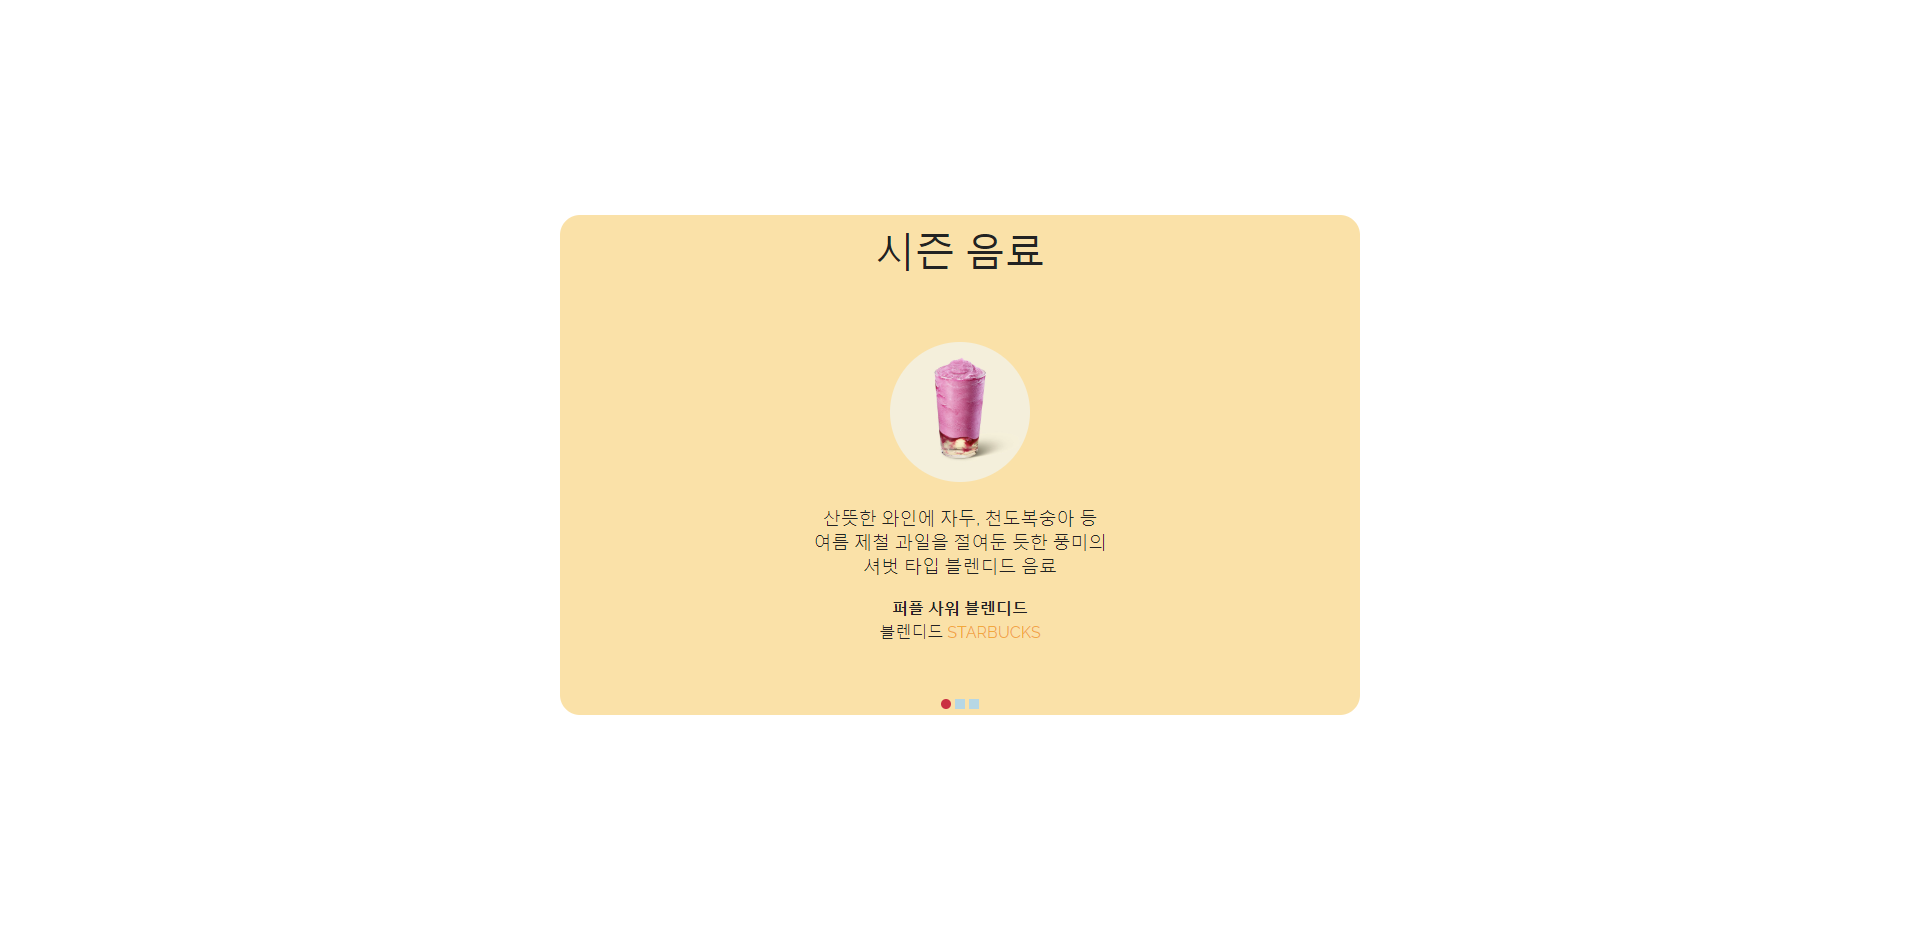 시즌 음료
산뜻한 와인에 자두, 천도복숭아 등
여름 제철 과일을 절여둔 듯한 풍미의
셔벗 타입 블렌디드 음료
퍼플 사워 블렌디드
블렌디드 STARBUCKS